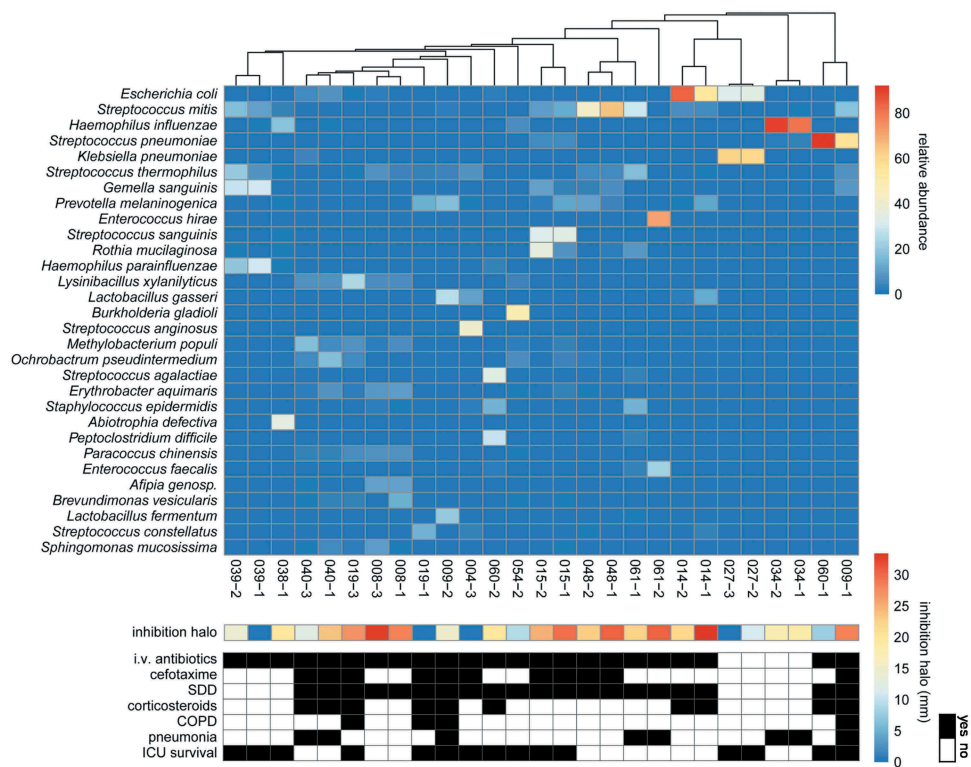 Escherichia coli
Streptococcus mitis
Haemophilus influenzae
Streptococcus pneumoniae
Klebsiella pneumoniae
Streptococcus thermophilus
Gemella sanguinis
Prevotella melaninogenica
Enterococcus hirae
Streptococcus sanguinis
Rothia mucilaginosa
Haemophilus parainfluenzae
Lysinibacillus xylanilyticus
Lactobacillus gasseri
Burkholderia gladioli
Streptococcus anginosus
Methylobacterium populi
Ochrobactrum pseudintermedium
Streptococcus agalactiae
Erythrobacter aquimaris
Staphylococcus epidermidis
Abiotrophia defectiva
Peptoclostridium difficile
Paracoccus chinensis
Enterococcus faecalis
Afipia genosp.
Brevundimonas vesicularis
Lactobacillus fermentum
Streptococcus constellatus
Sphingomonas mucosissima
80
60
40
20
0
relative abundance
039−2
039−1
038−1
040−3
040−1
019−3
008−3
008−1
019−1
009−2
004−3
060−2
054−2
015−2
015−1
048−2
048−1
061−1
061−2
014−2
014−1
027−3
027−2
034−2
034−1
060−1
009−1
inhibition halo
i.v. antibiotics
cefotaxime
SDD
corticosteroids
COPD
pneumonia
ICU survival
30
25
20
15
10
5
0
inhibition halo (mm)
yes no